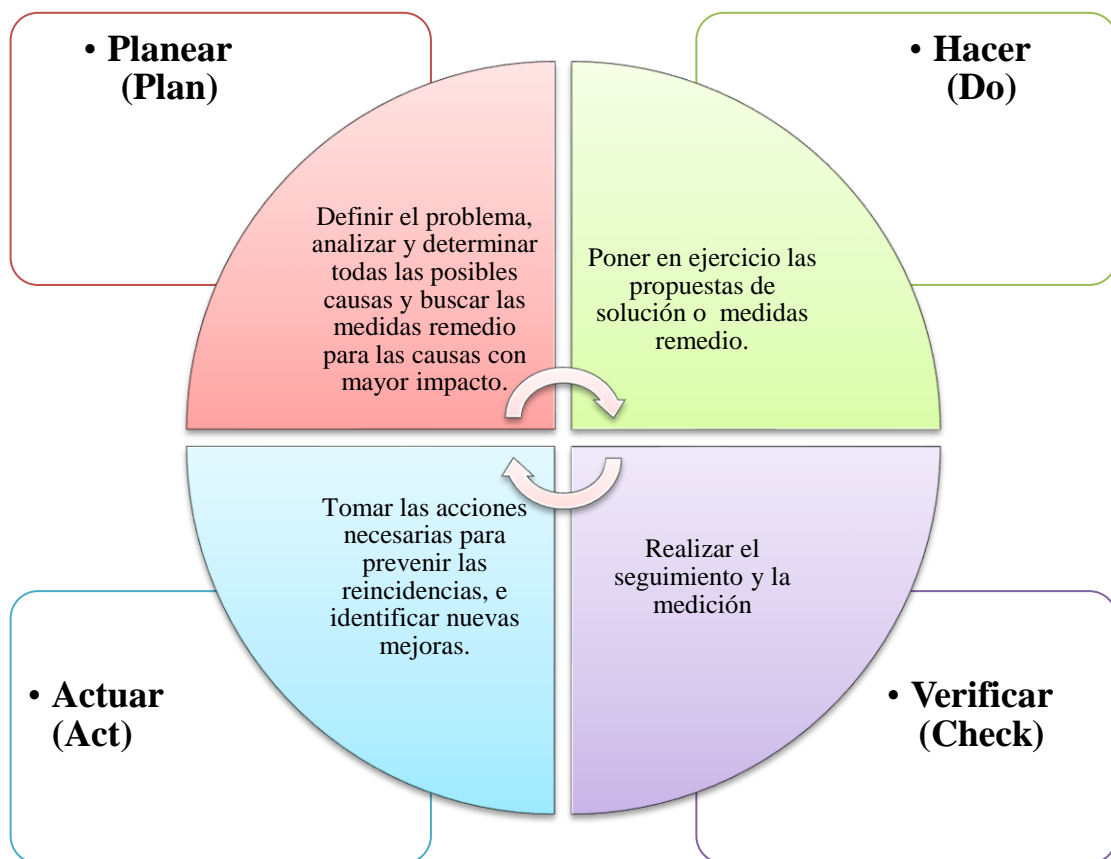 • Planear
(Plan)
• Hacer
(Do)
Definir el problema,
analizar y determinar
todas las posibles
causas y buscar las
medidas remedio
para las causas con
mayor impacto.
Poner en ejercicio las
propuestas de
solución o  medidas
remedio.
Tomar las acciones
necesarias para
prevenir las
reincidencias, e
identificar nuevas
mejoras.
Realizar el
seguimiento y la
medición
• Actuar
(Act)
• Verificar
(Check)